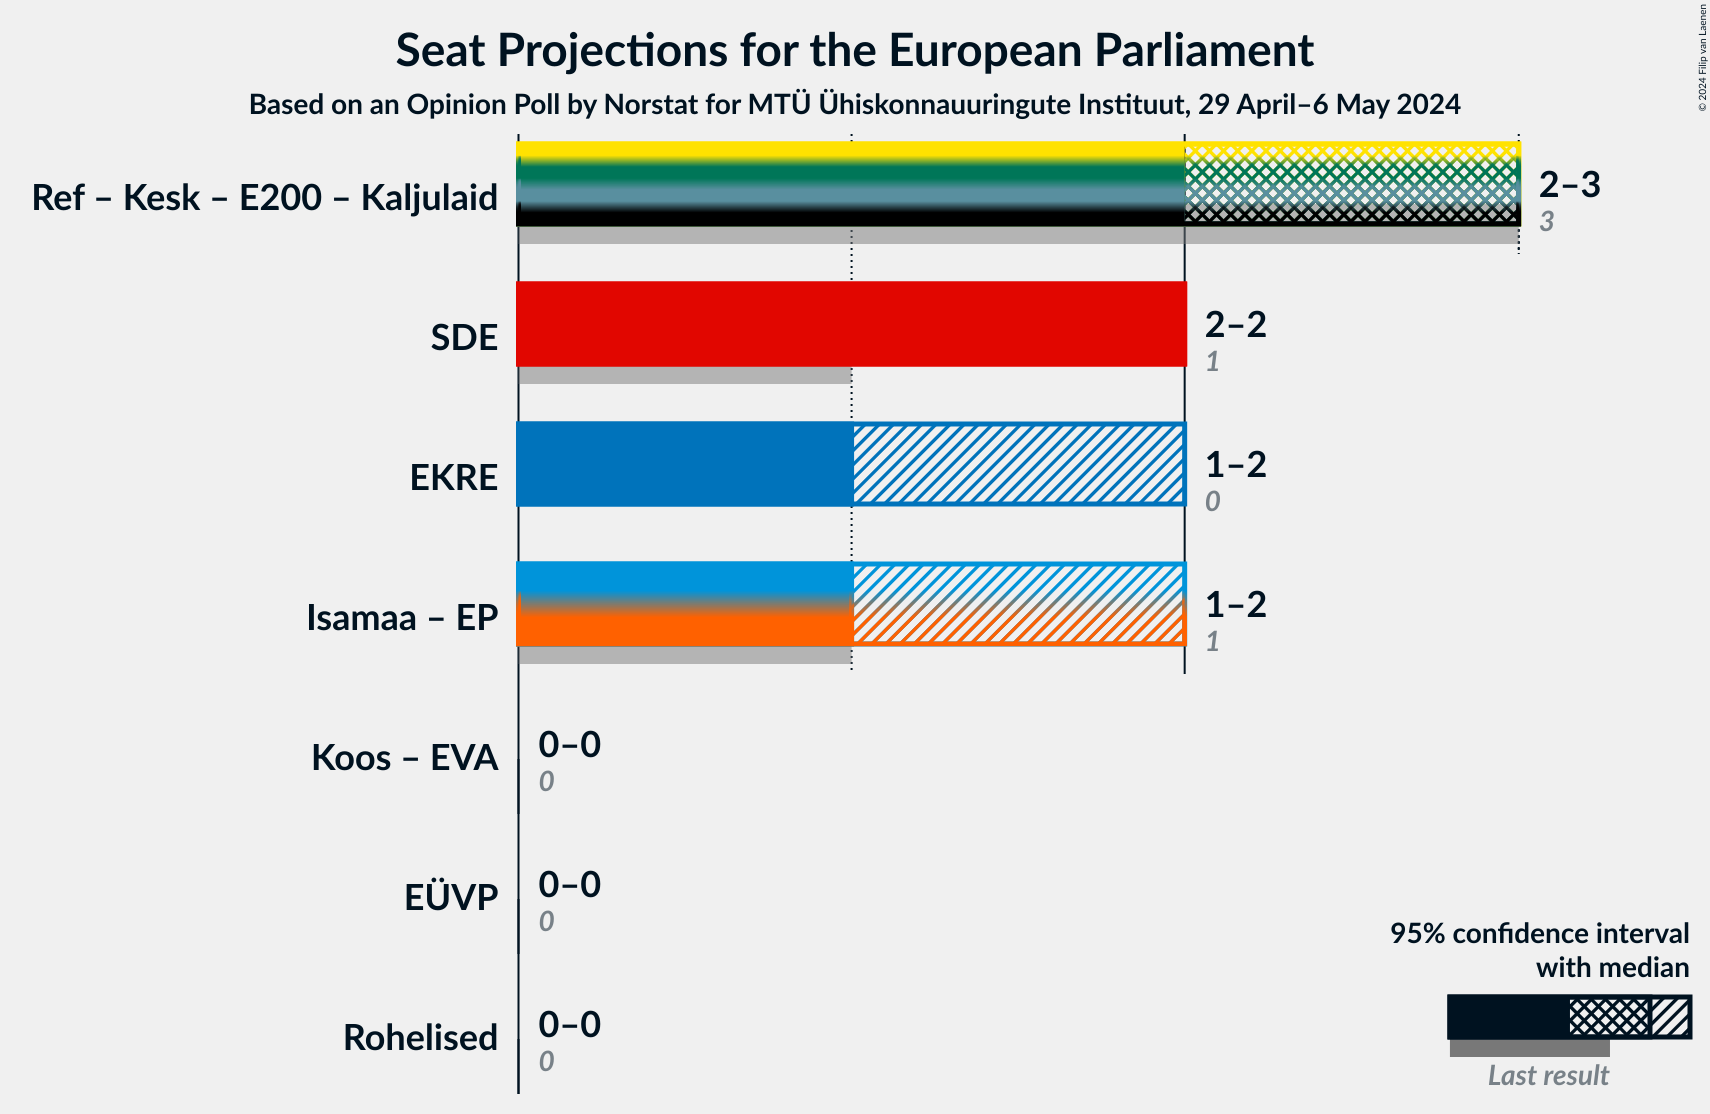 Seat Projections for the European Parliament
Based on an Opinion Poll by Norstat for MTÜ Ühiskonnauuringute Instituut, 29 April–6 May 2024
© 2024 Filip van Laenen
Ref – Kesk – E200 – Kaljulaid
2–3
3
SDE
2–2
1
EKRE
1–2
0
Isamaa – EP
1–2
1
Koos – EVA
0–0
0
EÜVP
0–0
0
Rohelised
0–0
0
95% confidence interval
with median
Last result